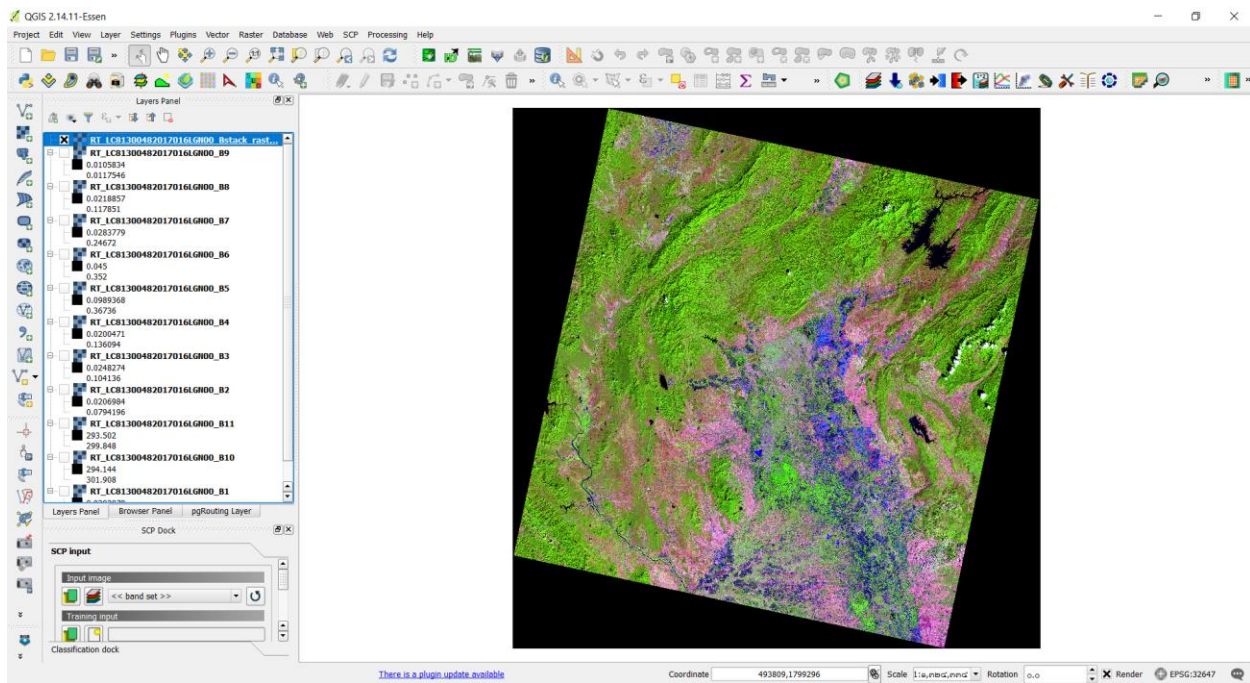 QGIS 2.14.11-Essen
Project Edit View Layer Settings Plugins Vector Raster Database Web SCP Processing Help
Layers Panel
RT_LC81300482017016LGN00_Bstack_rast...
RT_LC81300482017016LGN00_B9
0.0105834
0.0117546
RT_LC81300482017016LGN00_B8
0.0218857
0.117851
RT_LC81300482017016LGN00_B7
0.0283779
0.24672
RT_LC81300482017016LGN00_B6
0.045
0.352
RT_LC81300482017016LGN00_B5
0.0989368
0.36736
RT_LC81300482017016LGN00_B4
0.0200471
0.136094
RT_LC81300482017016LGN00_B3
0.0248274
0.104136
RT_LC81300482017016LGN00_B2
0.0206984
0.0794196
RT_LC81300482017016LGN00_B11
293.502
299.848
RT_LC81300482017016LGN00_B10
294.144
301.908
RT_LC81300482017016LGN00_B1
Layers Panel Browser Panel pgRouting Layer
SCP Dock
SCP input
Input image
<< band set >>
Training input
Classification dock
There is a plugin update available
Coordinate 493809,1799296 Scale Rotation ๐.๐ Render EPSG:32647